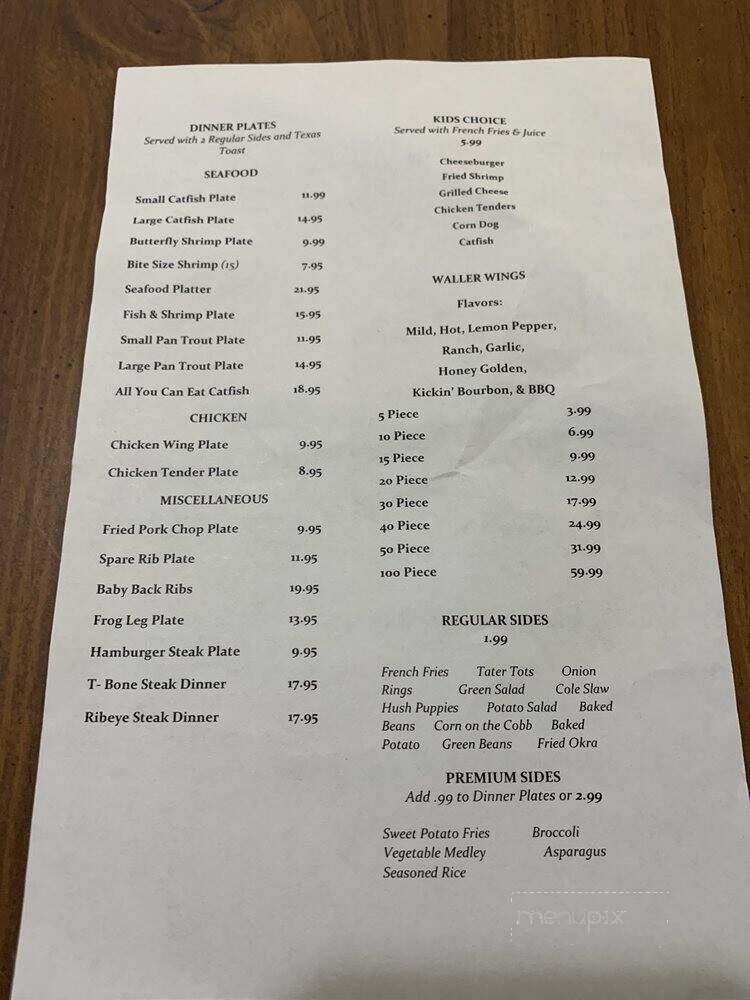 DINNER PLATES
Served with 2 Regular Sides and Texas
Toast
SEAFOOD
Small Catfish Plate 11.99
Large Catfish Plate 14.95
Butterfly Shrimp Plate 9.99
Bite Size Shrimp (15) 7.95
Seafood Platter 21.95
Fish & Shrimp Plate 15.95
Small Pan Trout Plate 11.95
Large Pan Trout Plate 14.95
All You Can Eat Catfish 18.95
CHICKEN
Chicken Wing Plate 9.95
Chicken Tender Plate 8.95
MISCELLANEOUS
Fried Pork Chop Plate 9.95
Spare Rib Plate 11.95
Baby Back Ribs 19.95
Frog Leg Plate 13.95
Hamburger Steak Plate 9.95
T- Bone Steak Dinner 17.95
Ribeye Steak Dinner 17.95
KIDS CHOICE
Served with French Fries & Juice
5.99
Cheeseburger
Fried Shrimp
Grilled Cheese
Chicken Tenders
Corn Dog
Catfish
WALLER WINGS
Flavors:
Mild, Hot, Lemon Pepper,
Ranch, Garlic,
Honey Golden,
Kickin' Bourbon, & BBQ
5 Piece 3.99
10 Piece 6.99
15 Piece 9.99
20 Piece 12.99
30 Piece 17.99
40 Piece 24.99
50 Piece 31.99
100 Piece 59.99
REGULAR SIDES
1.99
French Fries Tater Tots Onion
Rings Green Salad Cole Slaw
Hush Puppies Potato Salad Baked
Beans Corn on the Cobb Baked
Potato Green Beans Fried Okra
PREMIUM SIDES
Add .99 to Dinner Plates or 2.99
Sweet Potato Fries Broccoli
Vegetable Medley Asparagus
Seasoned Rice
menupix